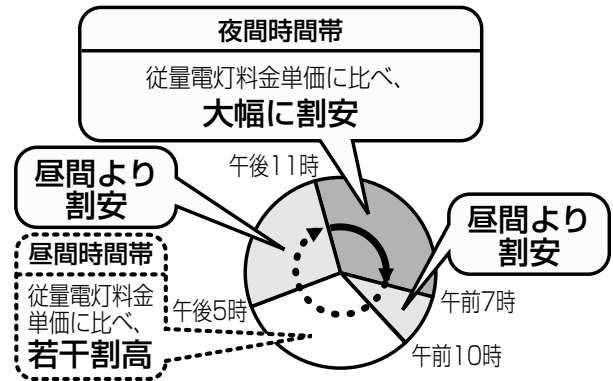 夜間時間帯
従量電灯料金単価に比べ、
大幅に割安
午後11時
昼間より
割安
昼間より
割安
昼間時間帯
従量電灯料金
単価に比べ、
若干割高
午後5時
午前7時
午前10時